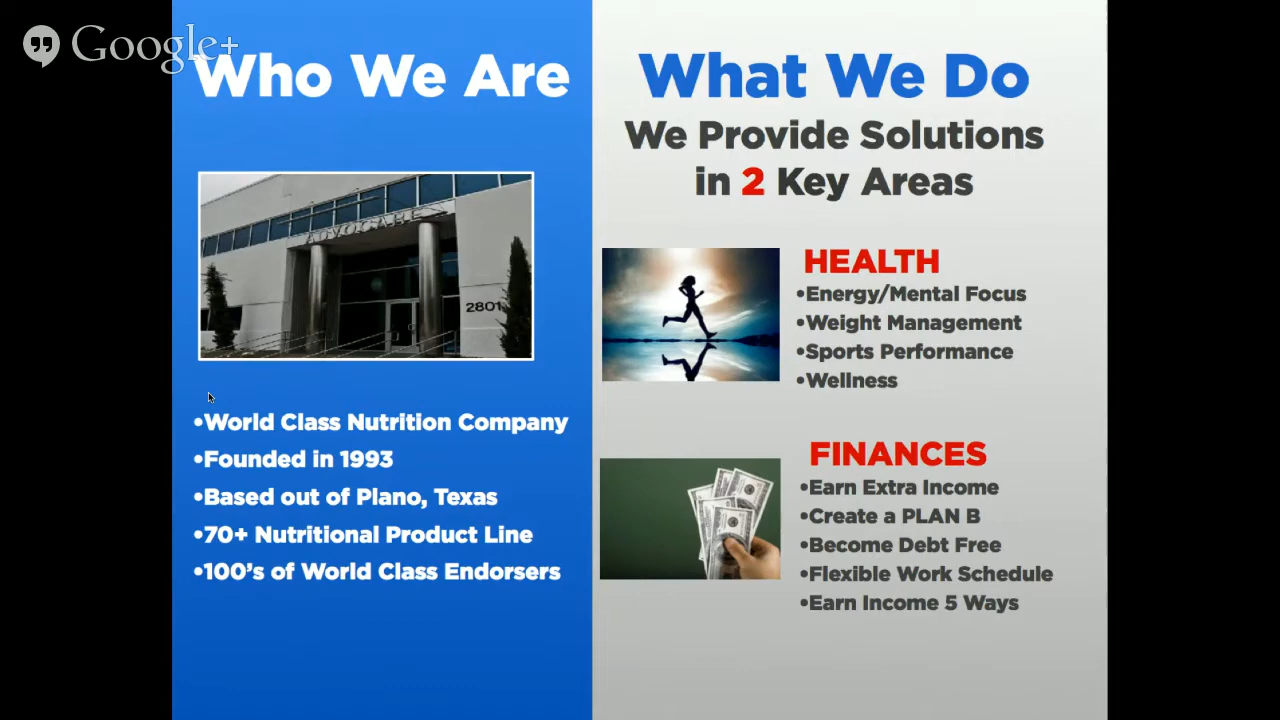 Google+
Who We Are
ADVOCARE
2801
•World Class Nutrition Company
•Founded in 1993
•Based out of Plano, Texas
•70+ Nutritional Product Line
•100's of World Class Endorsers
What We Do
We Provide Solutions
in 2 Key Areas
HEALTH
•Energy/Mental Focus
•Weight Management
•Sports Performance
•Wellness
FINANCES
•Earn Extra Income
•Create a PLAN B
•Become Debt Free
•Flexible Work Schedule
•Earn Income 5 Ways